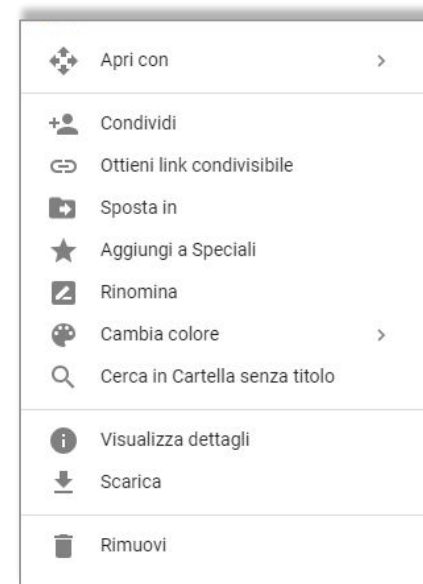 Apri con
Condividi
Ottieni link condivisibile
Sposta in
Aggiungi a Speciali
Rinomina
Cambia colore
Cerca in Cartella senza titolo
Visualizza dettagli
Scarica
Rimuovi